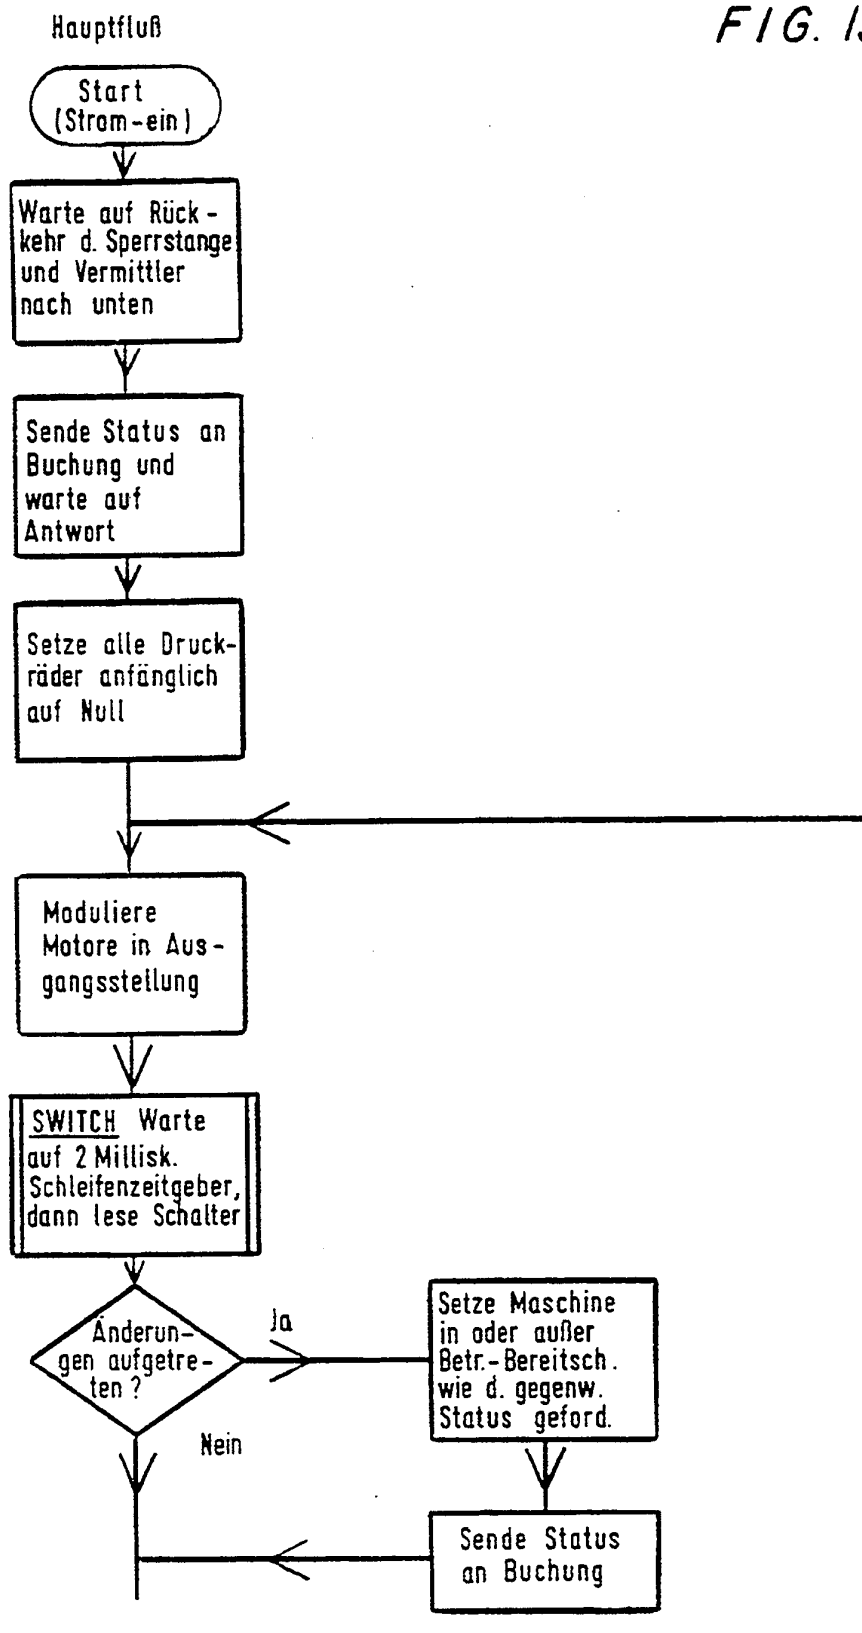 Hauptfluß
FIG. 1
Start
(Strom-ein)
Warte auf Rück-
kehr d. Sperrstange
und Vermittler
nach unten
Sende Status an
Buchung und
warte auf
Antwort
Setze alle Druck-
räder anfänglich
auf Null
Moduliere
Motore in Aus-
gangsstellung
SWITCH Warte
auf 2 Millisk.
Schleifenzeitgeber,
dann lese Schalter
Änderun-
gen aufgetre-
ten?
Ja
Nein
Setze Maschine
in oder außer
Betr.-Bereitsch.
wie d. gegenw.
Status geford.
Sende Status
an Buchung